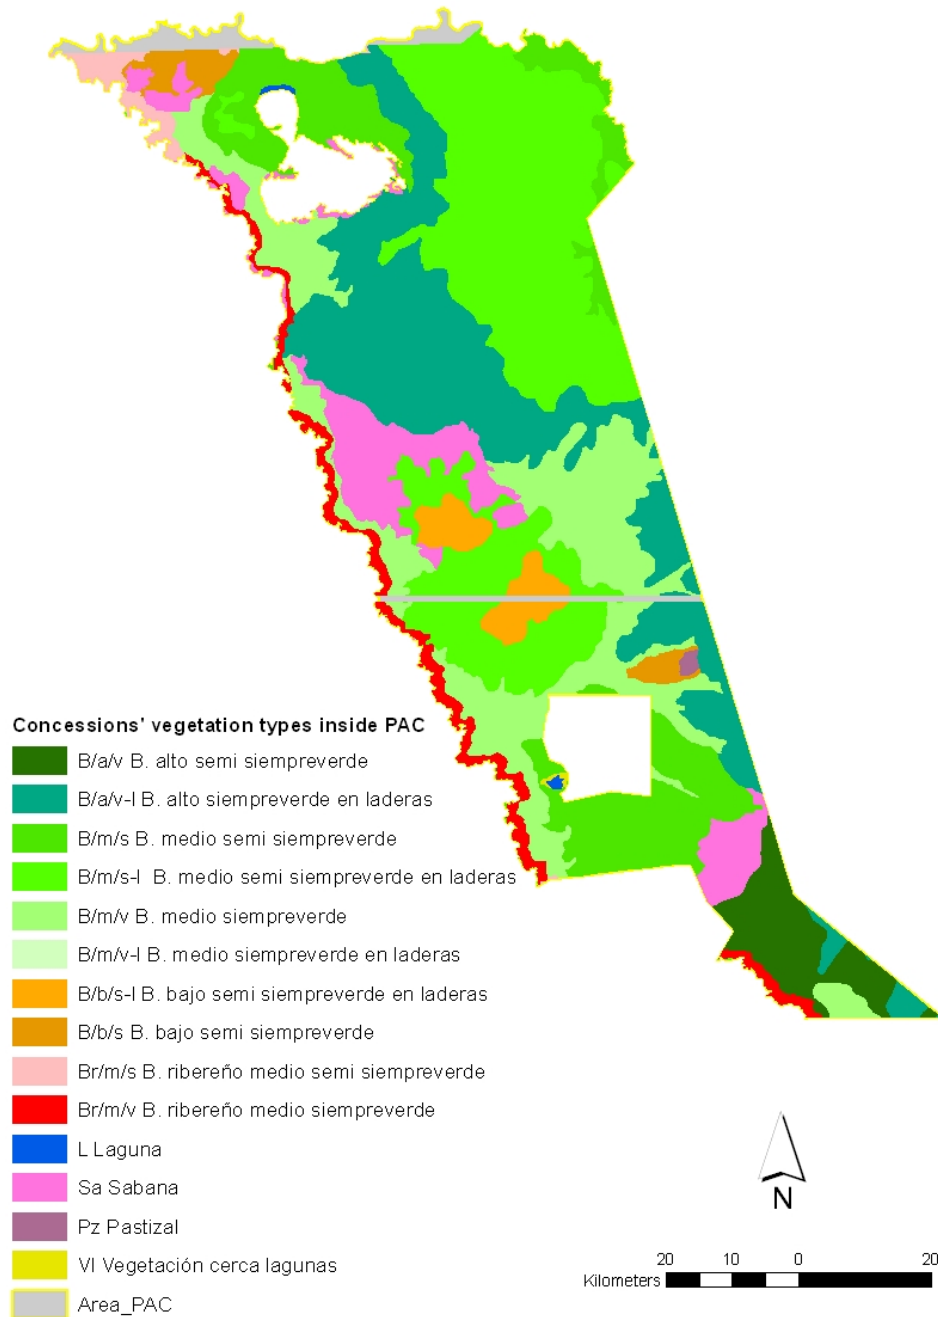 Concessions' vegetation types inside PAC
B/a/v B. alto semi siempreverde
B/a/v-l B. alto siempreverde en laderas
B/m/s B. medio semi siempreverde
B/m/s-l B. medio semi siempreverde en laderas
B/m/v B. medio siempreverde
B/m/v-l B. medio siempreverde en laderas
B/b/s-l B. bajo semi siempreverde en laderas
B/b/s B. bajo semi siempreverde
Br/m/s B. ribereño medio semi siempreverde
Br/m/v B. ribereño medio siempreverde
L Laguna
Sa Sabana
Pz Pastizal
Vl Vegetación cerca lagunas
Area_PAC
N
20 10 0 20
Kilometers